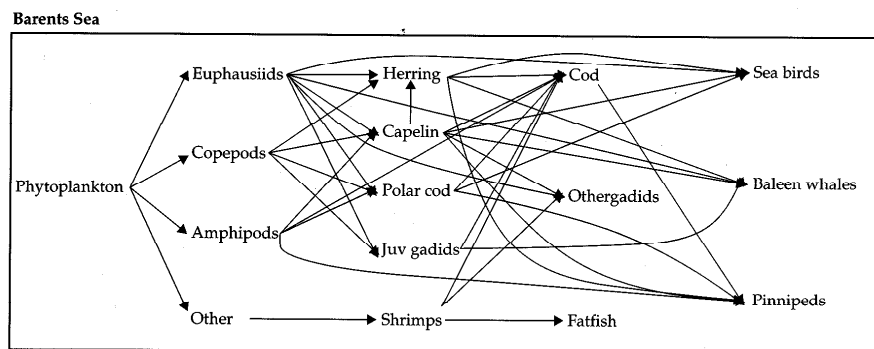 Barents Sea
Euphausiids
Herring
Cod
Sea birds
Capelin
Copepods
Phytoplankton
Polar cod
Othergadids
Baleen whales
Amphipods
Juv gadids
Pinnipeds
Other
Shrimps
Fatfish